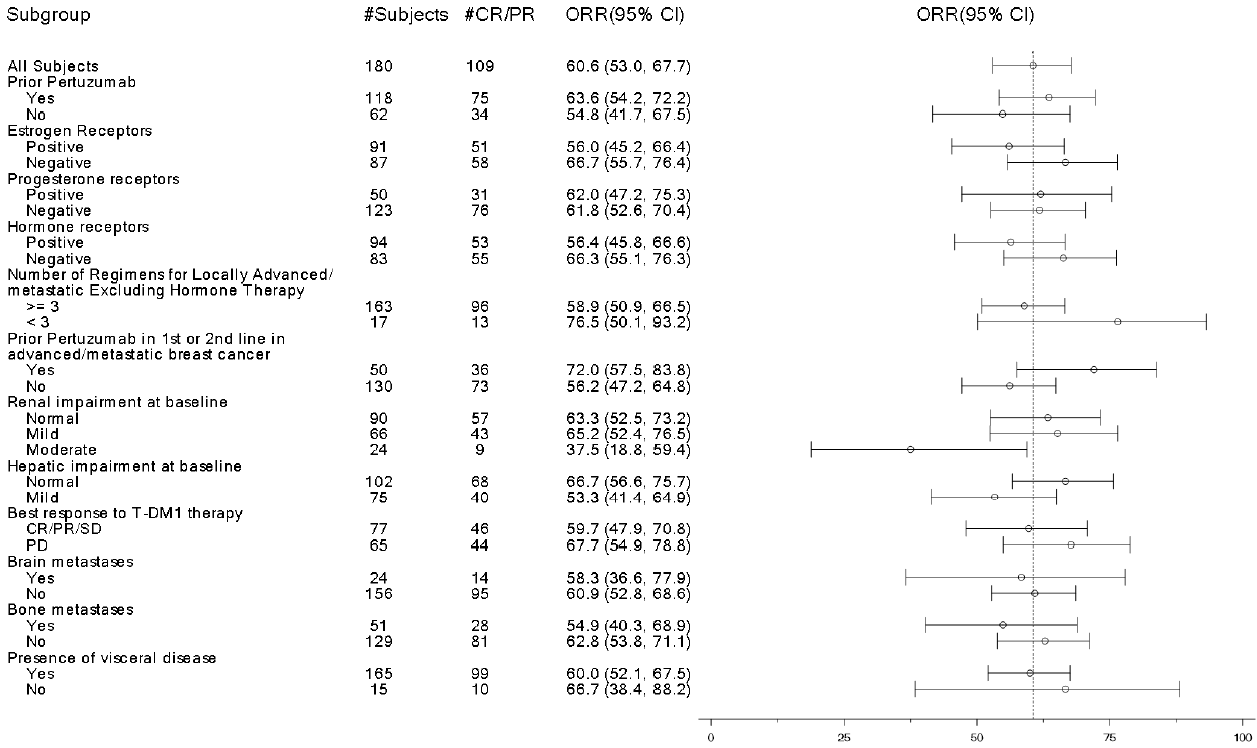 Subgroup #Subjects #CR/PR ORR(95% CI) ORR(95% CI)
All Subjects 180 109 60.6 (53.0, 67.7)
Prior Pertuzumab
Yes 118 75 63.6 (54.2, 72.2)
No 62 34 54.8 (41.7, 67.5)
Estrogen Receptors
Positive 91 51 56.0 (45.2, 66.4)
Negative 87 58 66.7 (55.7, 76.4)
Progesterone receptors
Positive 50 31 62.0 (47.2, 75.3)
Negative 123 76 61.8 (52.6, 70.4)
Hormone receptors
Positive 94 53 56.4 (45.8, 66.6)
Negative 83 55 66.3 (55.1, 76.3)
Number of Regimens for Locally Advanced/
metastatic Excluding Hormone Therapy
>= 3 163 96 58.9 (50.9, 66.5)
< 3 17 13 76.5 (50.1, 93.2)
Prior Pertuzumab in 1st or 2nd line in
advanced/metastatic breast cancer
Yes 50 36 72.0 (57.5, 83.8)
No 130 73 56.2 (47.2, 64.8)
Renal impairment at baseline
Normal 90 57 63.3 (52.5, 73.2)
Mild 66 43 65.2 (52.4, 76.5)
Moderate 24 9 37.5 (18.8, 59.4)
Hepatic impairment at baseline
Normal 102 68 66.7 (56.6, 75.7)
Mild 75 40 53.3 (41.4, 64.9)
Best response to T-DM1 therapy
CR/PR/SD 77 46 59.7 (47.9, 70.8)
PD 65 44 67.7 (54.9, 78.8)
Brain metastases
Yes 24 14 58.3 (36.6, 77.9)
No 156 95 60.9 (52.8, 68.6)
Bone metastases
Yes 51 28 54.9 (40.3, 68.9)
No 129 81 62.8 (53.8, 71.1)
Presence of visceral disease
Yes 165 99 60.0 (52.1, 67.5)
No 15 10 66.7 (38.4, 88.2)
0 25 50 75 100